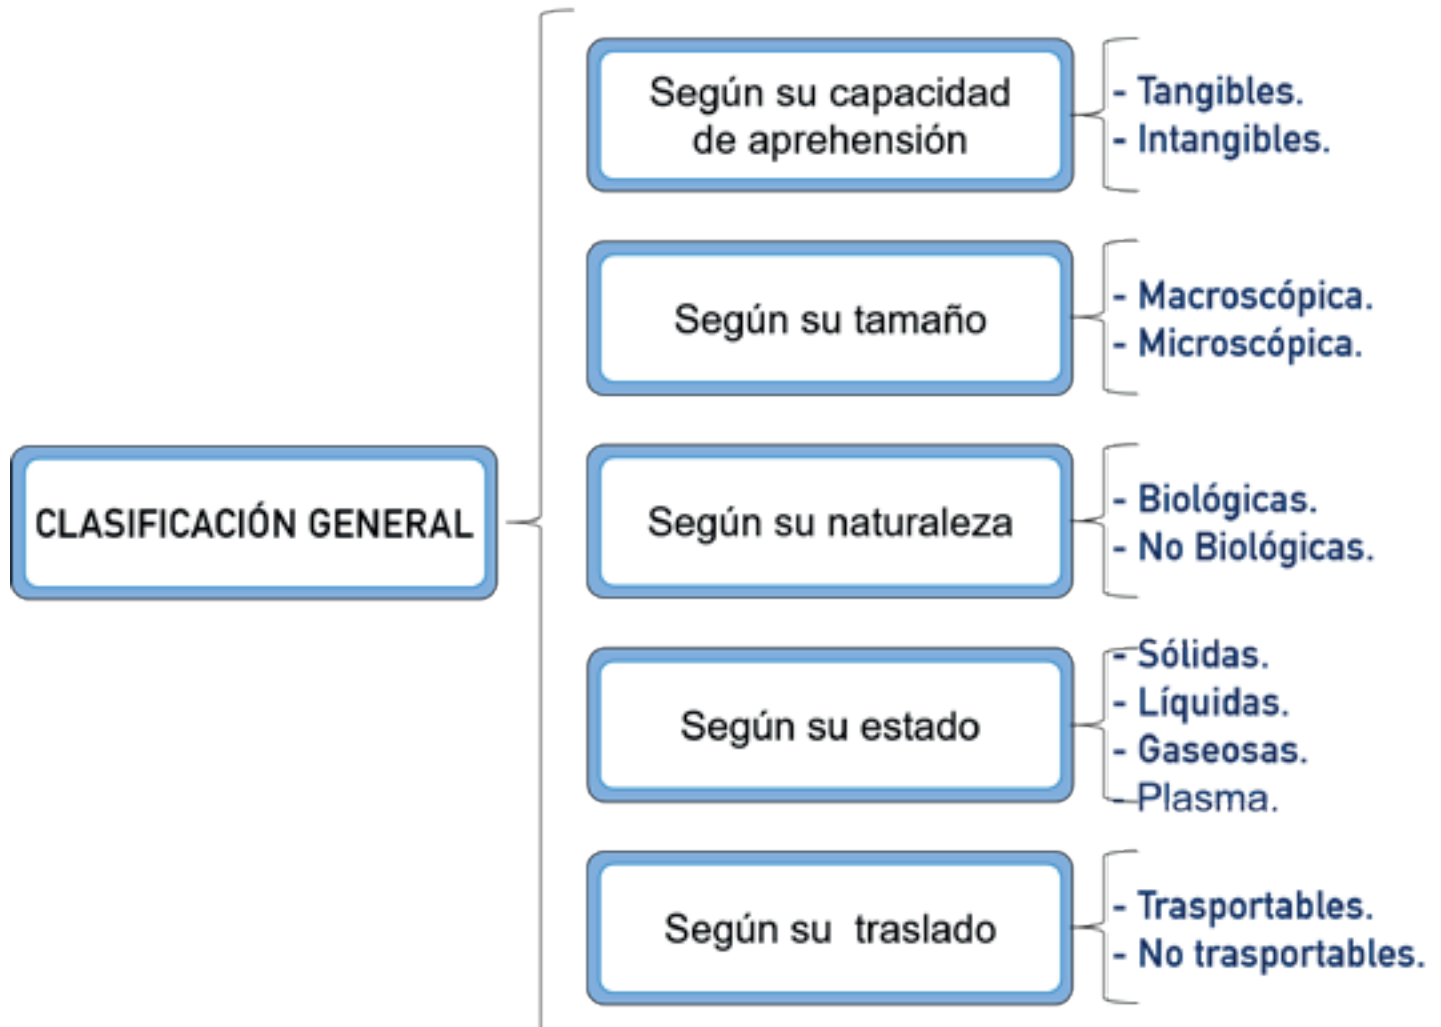 CLASIFICACIÓN GENERAL
Según su capacidad
de aprehensión
- Tangibles.
- Intangibles.
Según su tamaño
- Macroscópica.
- Microscópica.
Según su naturaleza
- Biológicas.
- No Biológicas.
Según su estado
- Sólidas.
- Líquidas.
- Gaseosas.
- Plasma.
Según su traslado
- Trasportables.
- No trasportables.